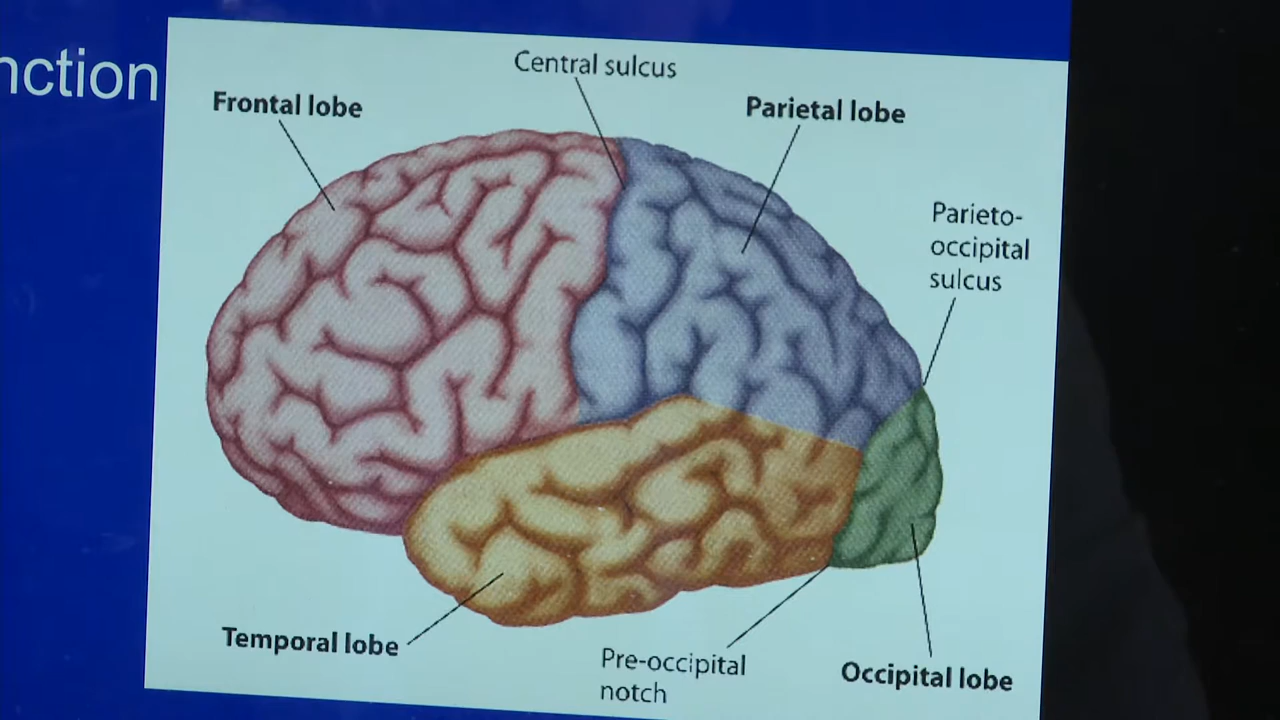 nction
Central sulcus
Frontal lobe
Parietal lobe
Parieto-
occipital
sulcus
Temporal lobe
Pre-occipital
notch
Occipital lobe